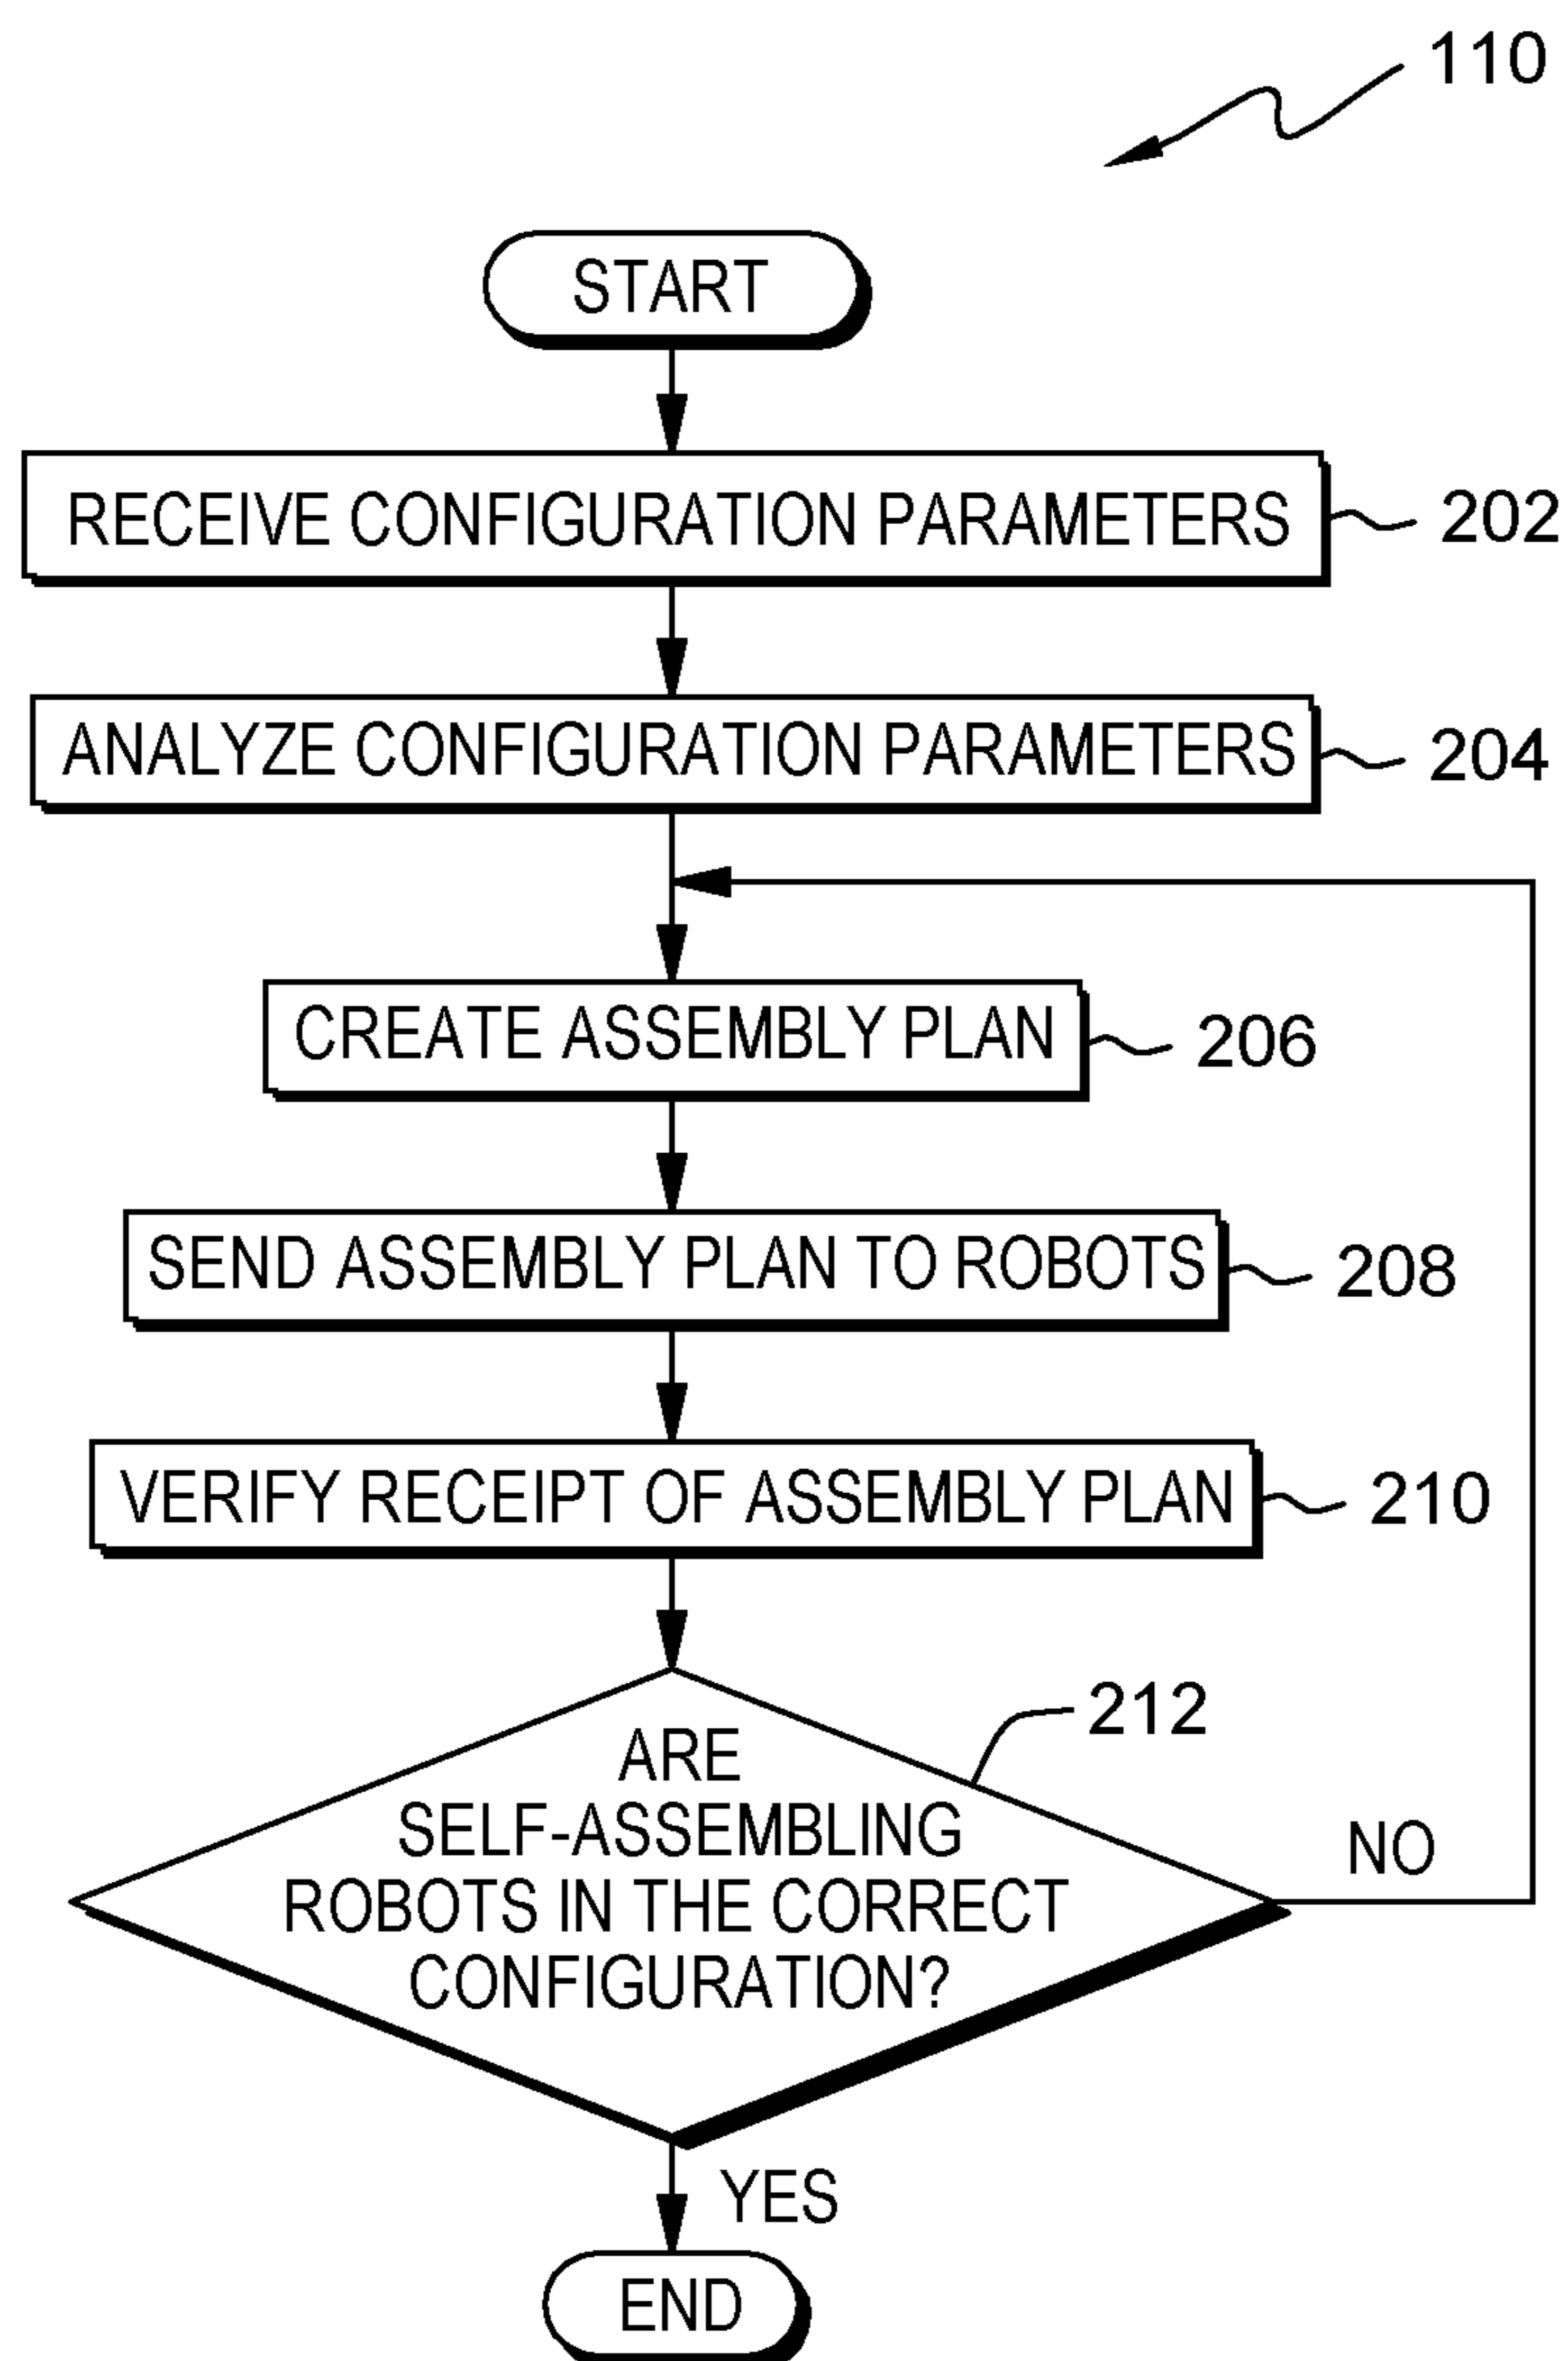 110
START
RECEIVE CONFIGURATION PARAMETERS
202
ANALYZE CONFIGURATION PARAMETERS
204
CREATE ASSEMBLY PLAN
206
SEND ASSEMBLY PLAN TO ROBOTS
208
VERIFY RECEIPT OF ASSEMBLY PLAN
210
212
ARE
SELF-ASSEMBLING
ROBOTS IN THE CORRECT
CONFIGURATION?
NO
YES
END